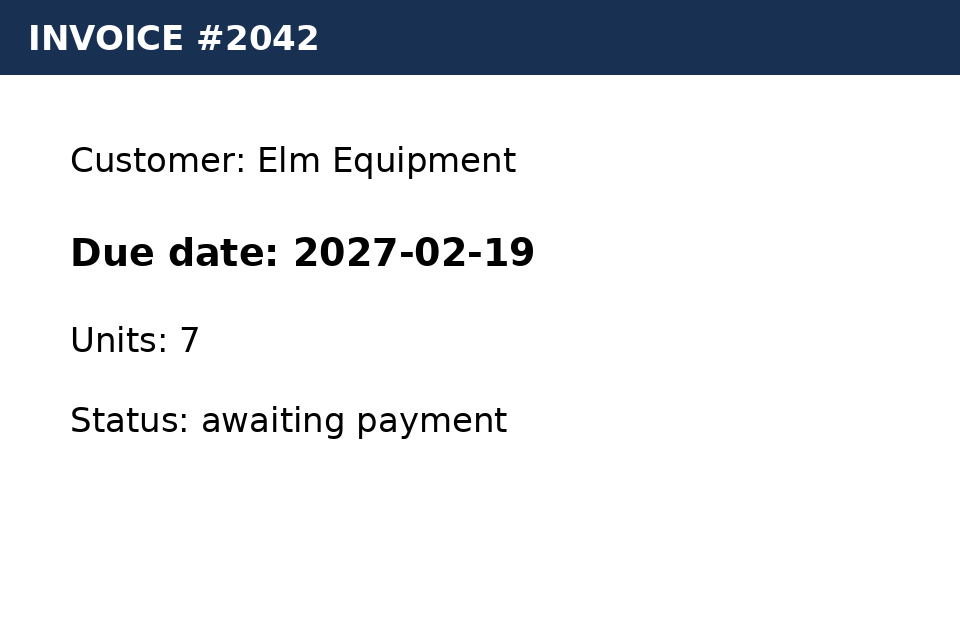 INVOICE #2042
Customer: Elm Equipment
Due date: 2027-02-19
Units: 7
Status: awaiting payment